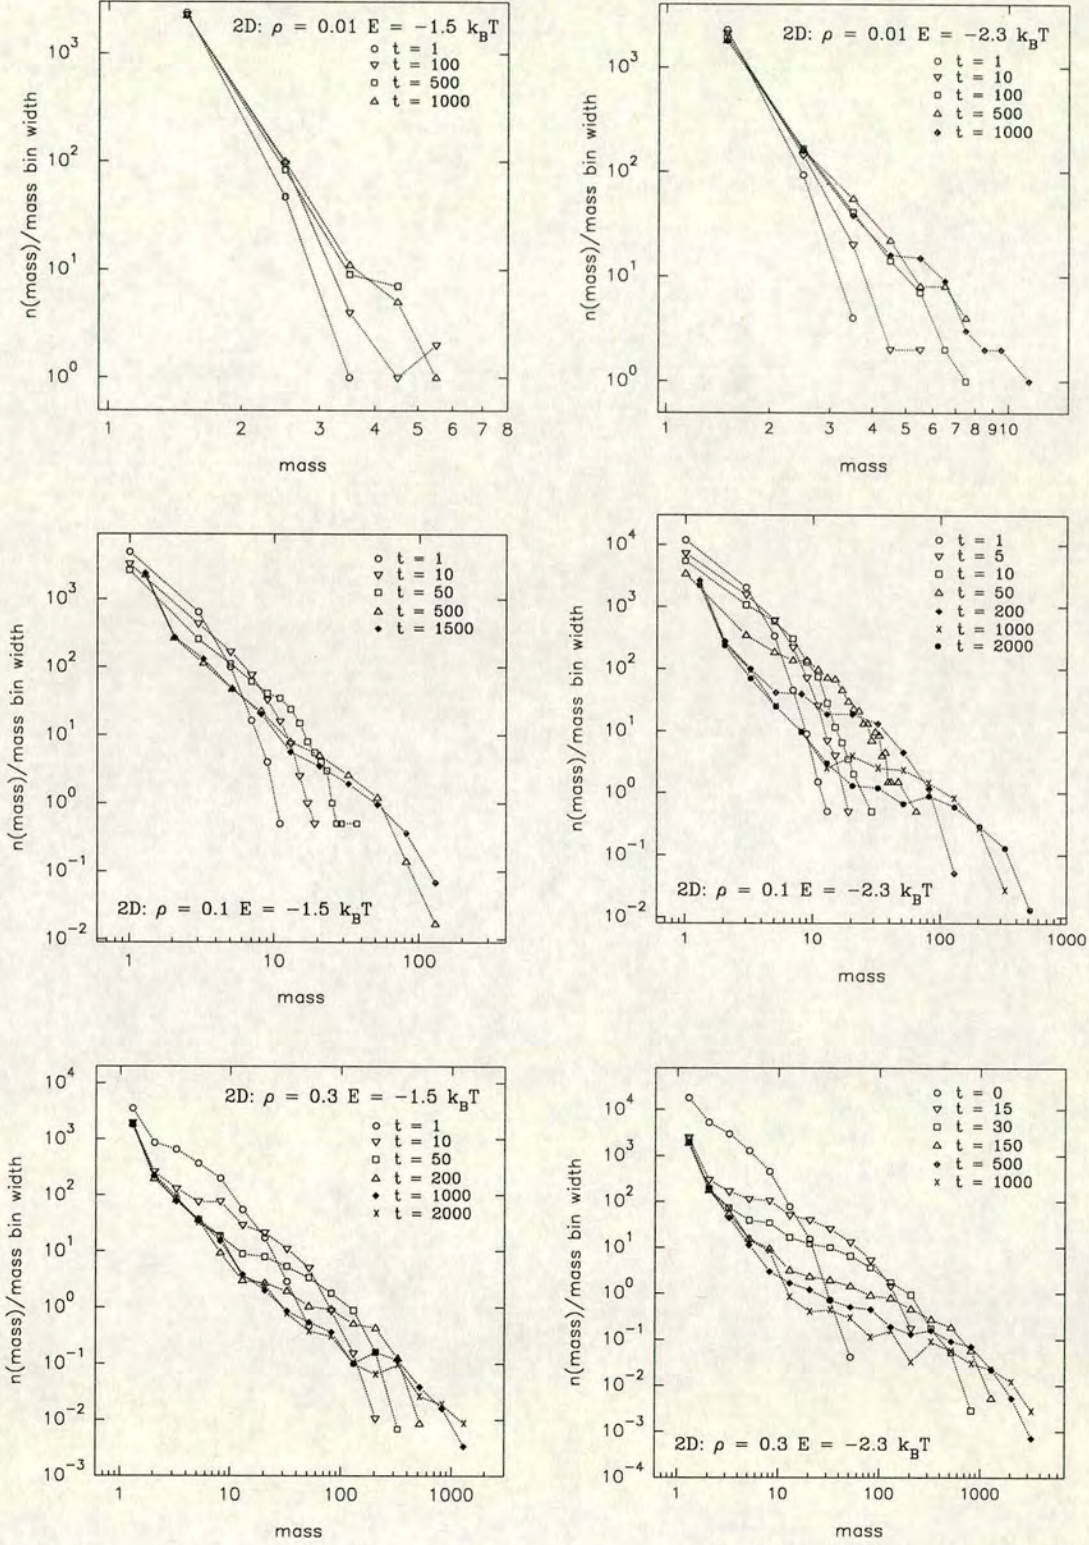 2D: ρ = 0.01 E = −1.5 k_BT
t = 1
t = 100
t = 500
t = 1000
n(mass)/mass bin width
10^3
10^2
10^1
10^0
1 2 3 4 5 6 7 8
mass
2D: ρ = 0.01 E = −2.3 k_BT
t = 1
t = 10
t = 100
t = 500
t = 1000
n(mass)/mass bin width
10^3
10^2
10^1
10^0
1 2 3 4 5 6 7 8 910
mass
t = 1
t = 10
t = 50
t = 500
t = 1500
n(mass)/mass bin width
10^3
10^2
10^1
10^0
10^−1
10^−2
2D: ρ = 0.1 E = −1.5 k_BT
1 10 100
mass
t = 1
t = 5
t = 10
t = 50
t = 200
t = 1000
t = 2000
n(mass)/mass bin width
10^4
10^3
10^2
10^1
10^0
10^−1
10^−2
2D: ρ = 0.1 E = −2.3 k_BT
1 10 100 1000
mass
2D: ρ = 0.3 E = −1.5 k_BT
t = 1
t = 10
t = 50
t = 200
t = 1000
t = 2000
n(mass)/mass bin width
10^4
10^3
10^2
10^1
10^0
10^−1
10^−2
10^−3
1 10 100 1000
mass
t = 0
t = 15
t = 30
t = 150
t = 500
t = 1000
n(mass)/mass bin width
10^4
10^3
10^2
10^1
10^0
10^−1
10^−2
10^−3
10^−4
2D: ρ = 0.3 E = −2.3 k_BT
1 10 100 1000
mass